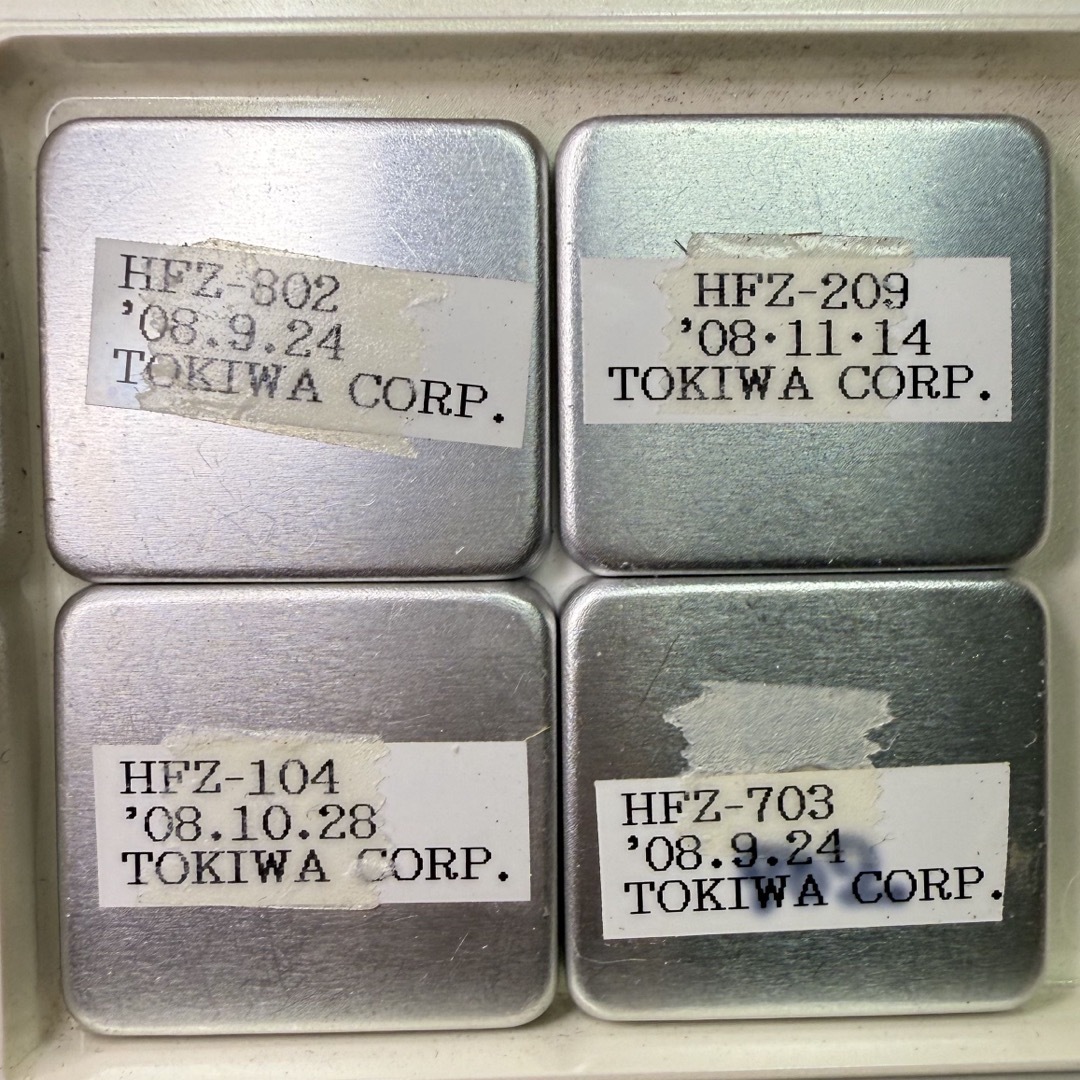 HFZ-802
'08.9.24
TOKIWA CORP.
HFZ-209
'08·11·14
TOKIWA CORP.
HFZ-104
'08.10.28
TOKIWA CORP.
HFZ-703
'08.9.24
TOKIWA CORP.